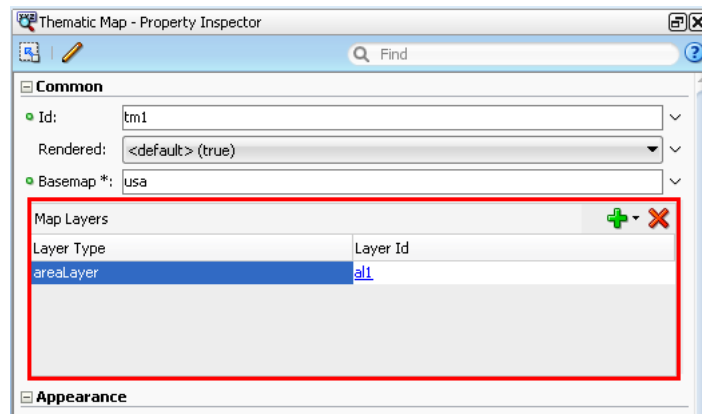 Thematic Map - Property Inspector
Find
Common
Id: tm1
Rendered: <default> (true)
Basemap *: usa
Map Layers
Layer Type Layer Id
areaLayer al1
Appearance